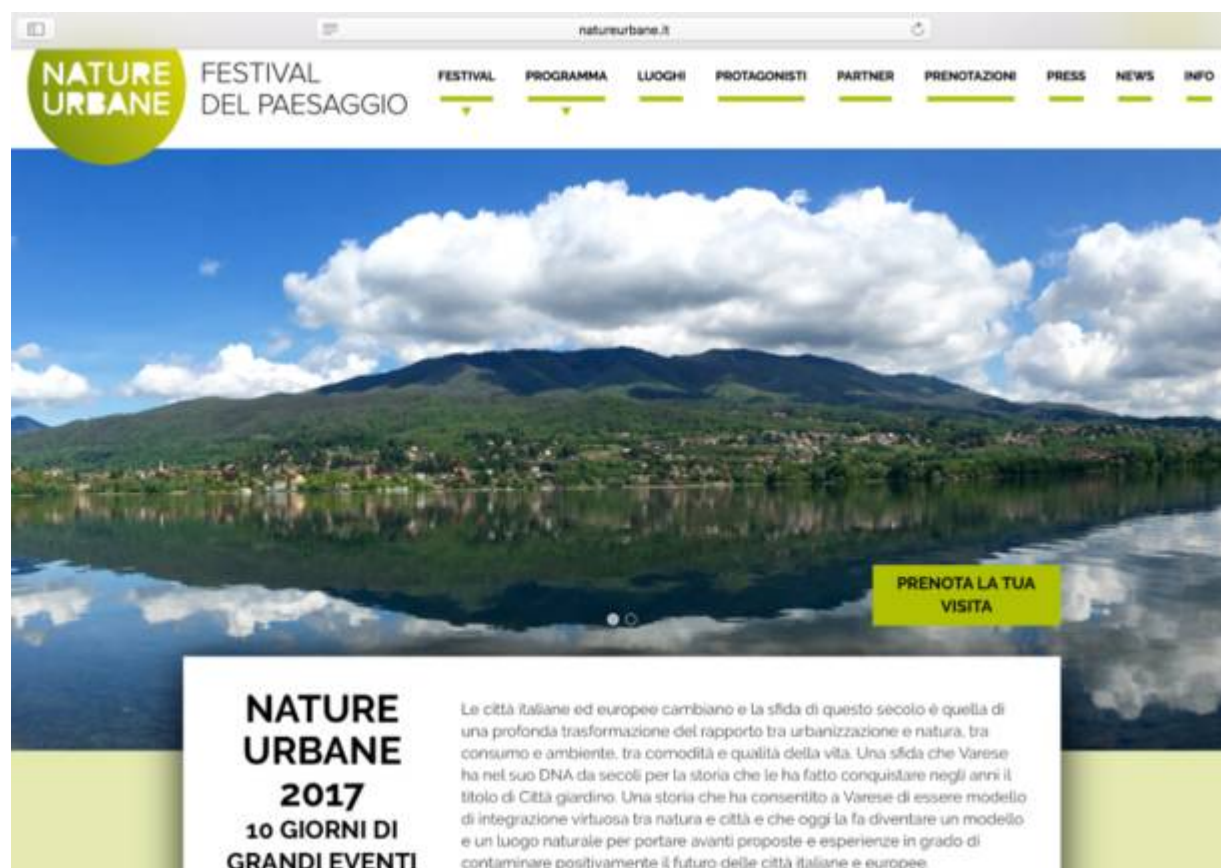 natureurbane.it
NATURE
URBANE
FESTIVAL
DEL PAESAGGIO
FESTIVAL PROGRAMMA LUOGHI PROTAGONISTI PARTNER PRENOTAZIONI PRESS NEWS INFO
PRENOTA LA TUA
VISITA
NATURE
URBANE
2017
10 GIORNI DI
GRANDI EVENTI
Le città italiane ed europee cambiano e la sfida di questo secolo è quella di
una profonda trasformazione del rapporto tra urbanizzazione e natura, tra
consumo e ambiente, tra comodità e qualità della vita. Una sfida che Varese
ha nel suo DNA da secoli per la storia che le ha fatto conquistare negli anni il
titolo di Città giardino. Una storia che ha consentito a Varese di essere modello
di integrazione virtuosa tra natura e città e che oggi la fa diventare un modello
e un luogo naturale per portare avanti proposte e esperienze in grado di
contaminare positivamente il futuro delle città italiane e europee.